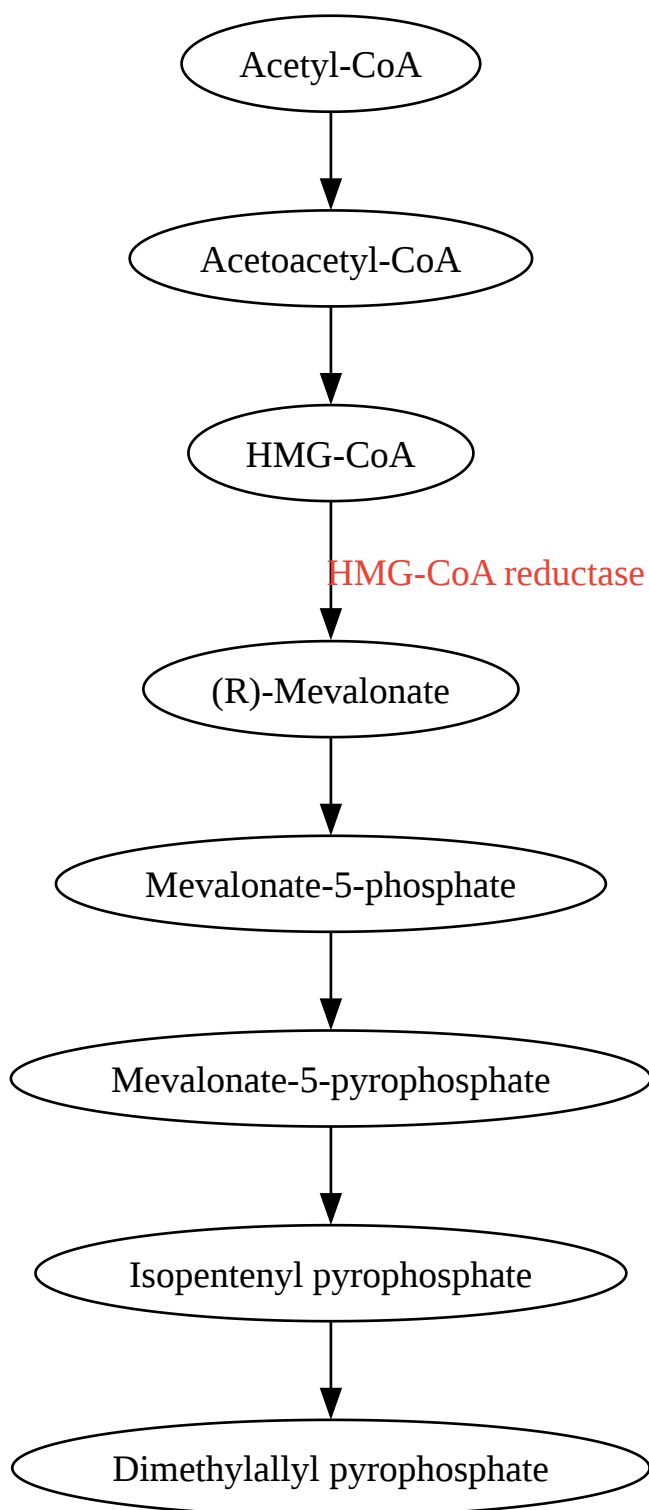 Acetyl-CoA
Acetoacetyl-CoA
HMG-CoA
HMG-CoA reductase
(R)-Mevalonate
Mevalonate-5-phosphate
Mevalonate-5-pyrophosphate
Isopentenyl pyrophosphate
Dimethylallyl pyrophosphate